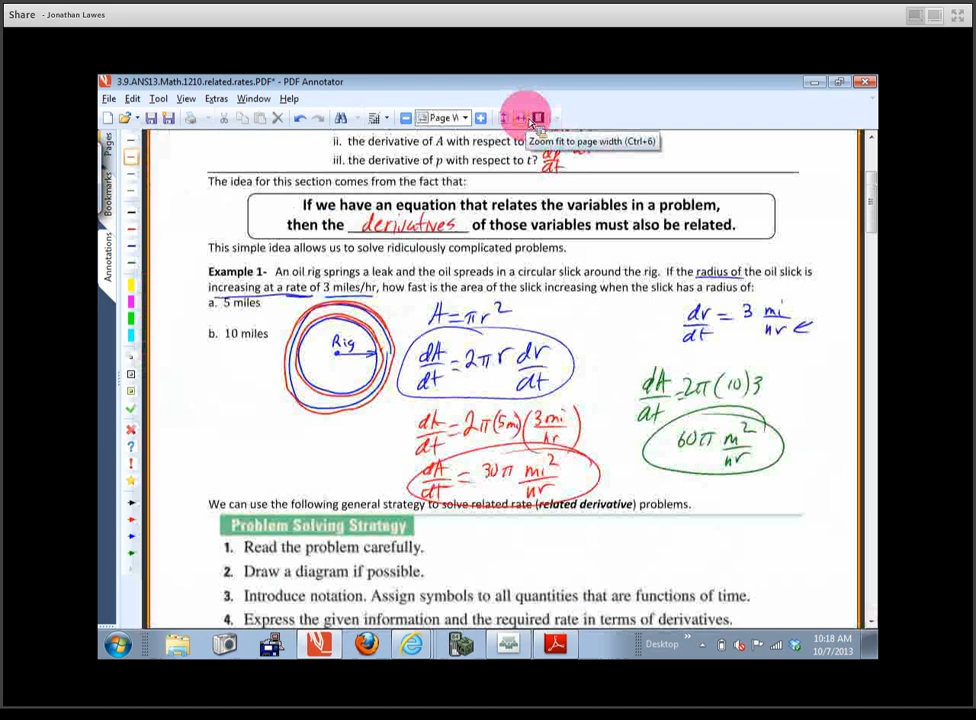 Share - Jonathan Lawes
3.9.ANS13.Math.1210.related.rates.PDF* - PDF Annotator
File Edit Tool View Extras Window Help
Page W
Zoom fit to page width (Ctrl+6)
Pages
Bookmarks
Annotations
ii. the derivative of A with respect to
iii. the derivative of p with respect to t? dp/dt
The idea for this section comes from the fact that:
If we have an equation that relates the variables in a problem,
then the derivatives of those variables must also be related.
This simple idea allows us to solve ridiculously complicated problems.
Example 1- An oil rig springs a leak and the oil spreads in a circular slick around the rig. If the radius of the oil slick is
increasing at a rate of 3 miles/hr, how fast is the area of the slick increasing when the slick has a radius of:
a. 5 miles
b. 10 miles
Rig
A = πr²
dA/dt = 2πr dr/dt
dr/dt = 3 mi/hr
dA/dt = 2π(5mi)(3mi/hr)
dA/dt = 30π mi²/hr
dA/dt = 2π(10)3
60π m²/hr
We can use the following general strategy to solve related rate (related derivative) problems.
Problem Solving Strategy
1. Read the problem carefully.
2. Draw a diagram if possible.
3. Introduce notation. Assign symbols to all quantities that are functions of time.
4. Express the given information and the required rate in terms of derivatives.
Desktop
10:18 AM
10/7/2013